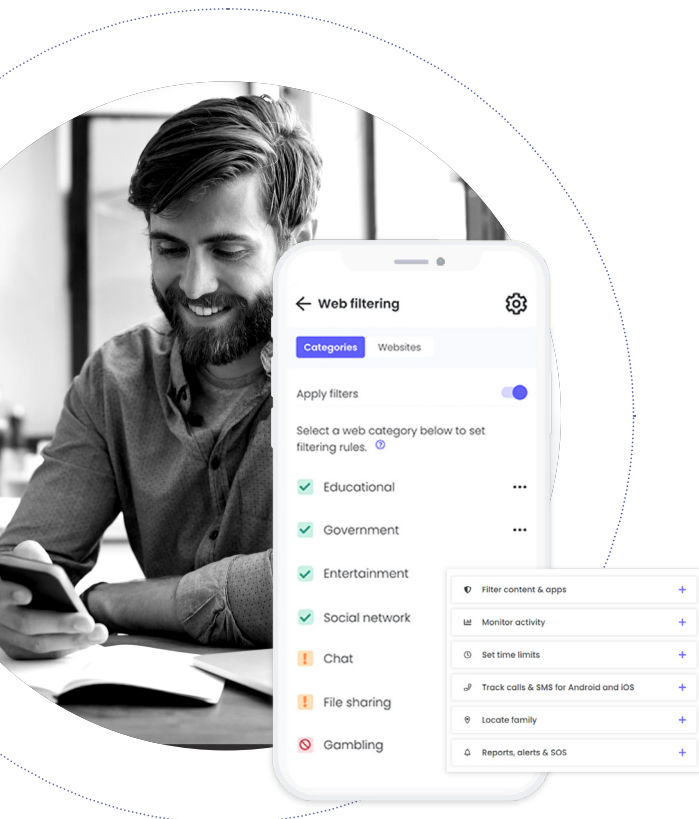 Web filtering
Categories
Websites
Apply filters
Select a web category below to set
filtering rules.
Educational
Government
Entertainment
Social network
Chat
File sharing
Gambling
Filter content & apps
Monitor activity
Set time limits
Track calls & SMS for Android and iOS
Locate family
Reports, alerts & SOS